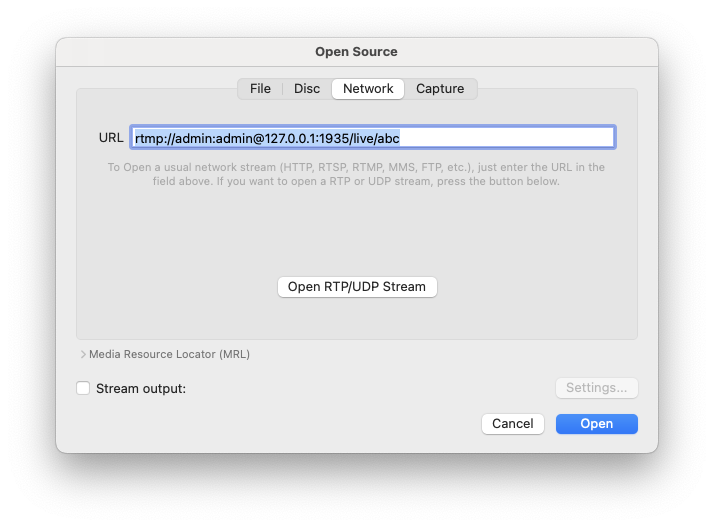 Open Source
File Disc Network Capture
URL rtmp://admin:admin@127.0.0.1:1935/live/abc
To Open a usual network stream (HTTP, RTSP, RTMP, MMS, FTP, etc.), just enter the URL in the
field above. If you want to open a RTP or UDP stream, press the button below.
Open RTP/UDP Stream
Media Resource Locator (MRL)
Stream output: Settings...
Cancel Open